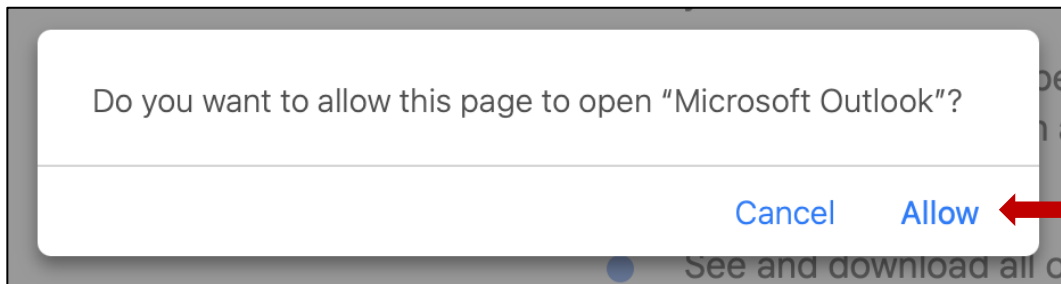 Do you want to allow this page to open “Microsoft Outlook”?
Cancel Allow
See and download all